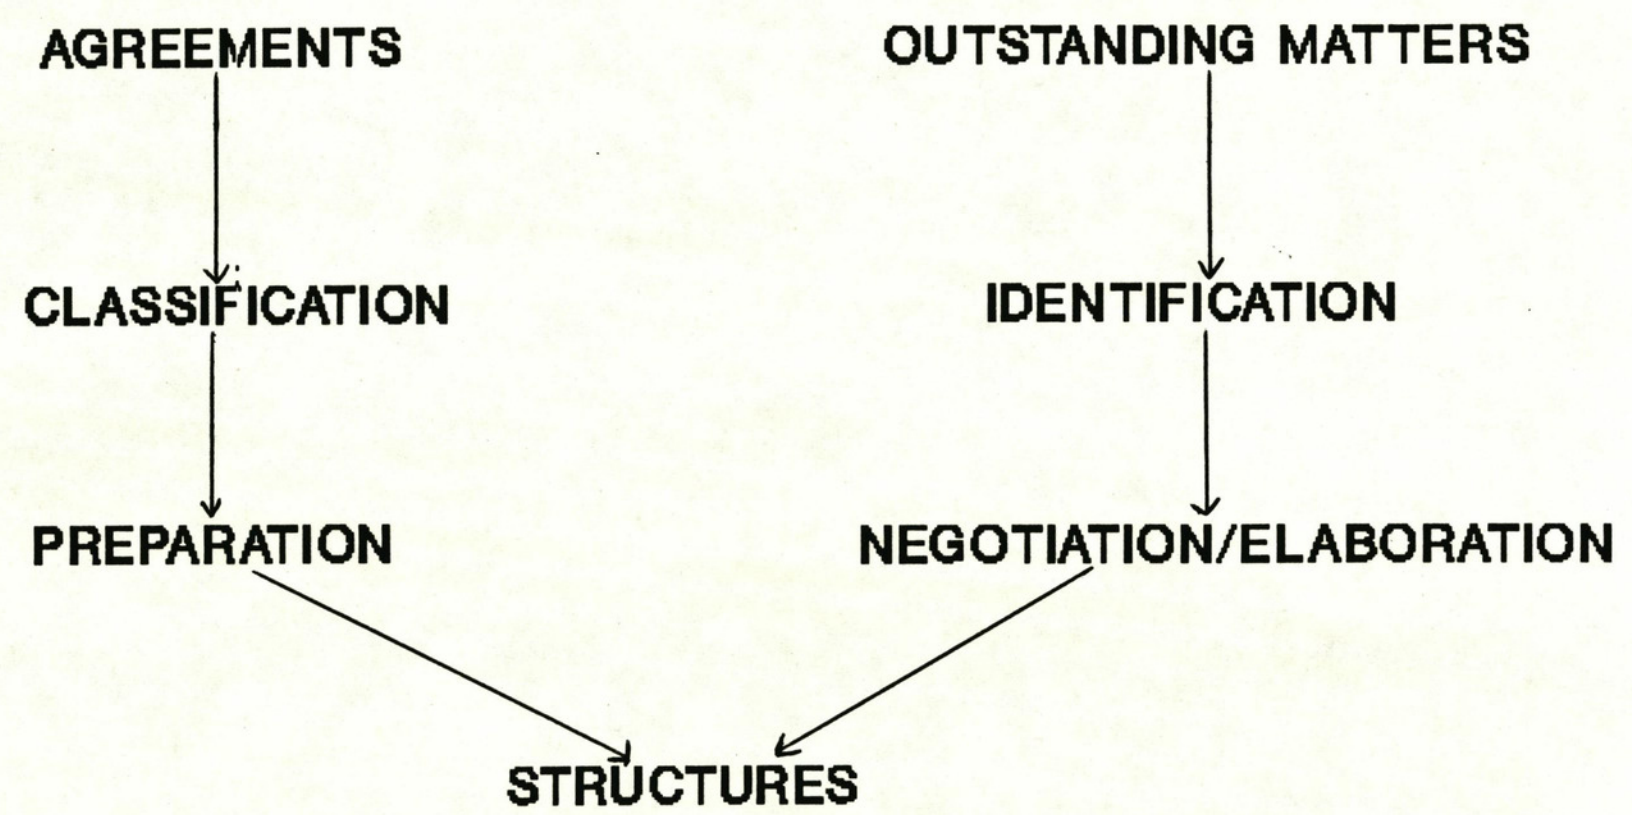 AGREEMENTS
OUTSTANDING MATTERS
CLASSIFICATION
IDENTIFICATION
PREPARATION
NEGOTIATION/ELABORATION
STRUCTURES